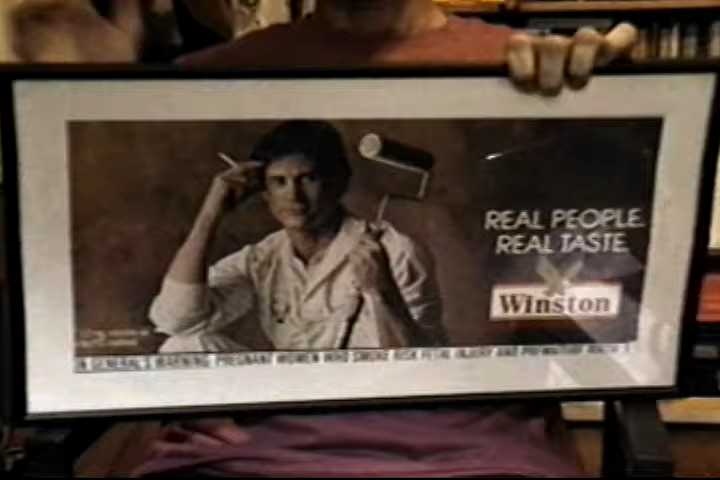 REAL PEOPLE.
REAL TASTE.
Winston
N GENERAL'S WARNING: PREGNANT WOMEN WHO SMOKE RISK FETAL INJURY AND PREMATURE BIRTH